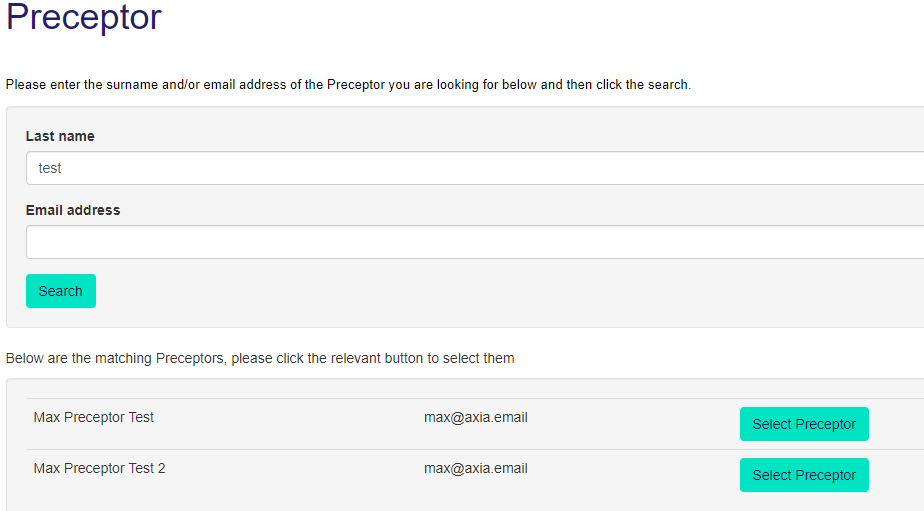 Preceptor
Please enter the surname and/or email address of the Preceptor you are looking for below and then click the search.
Last name
test
Email address
Search
Below are the matching Preceptors, please click the relevant button to select them
Max Preceptor Test max@axia.email Select Preceptor
Max Preceptor Test 2 max@axia.email Select Preceptor